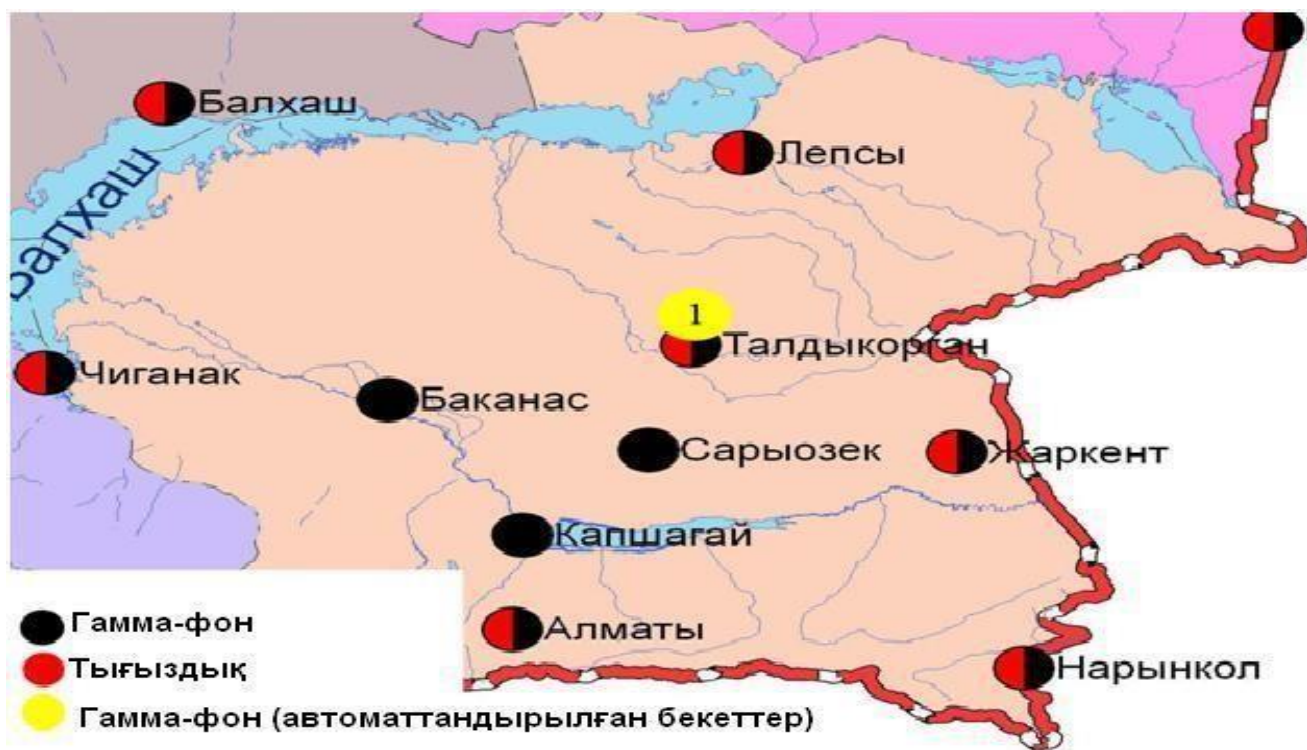 Балхаш
Лепсы
Балхаш
1
Талдыкорган
Чиганак
Баканас
Сарыозек
Жаркент
Капшагай
Алматы
Нарынкол
Гамма-фон
Тығыздық
Гамма-фон (автоматтандырылған бекеттер)